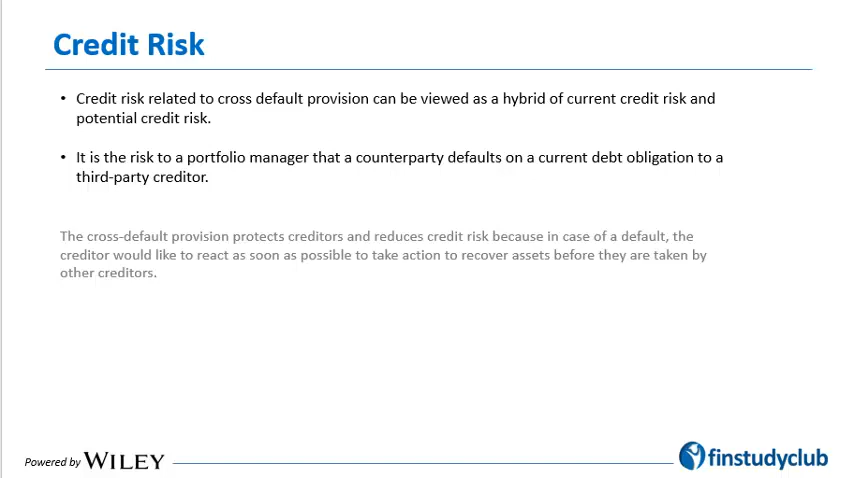 Credit Risk
• Credit risk related to cross default provision can be viewed as a hybrid of current credit risk and
potential credit risk.
• It is the risk to a portfolio manager that a counterparty defaults on a current debt obligation to a
third-party creditor.
The cross-default provision protects creditors and reduces credit risk because in case of a default, the
creditor would like to react as soon as possible to take action to recover assets before they are taken by
other creditors.
Powered by WILEY
finstudyclub